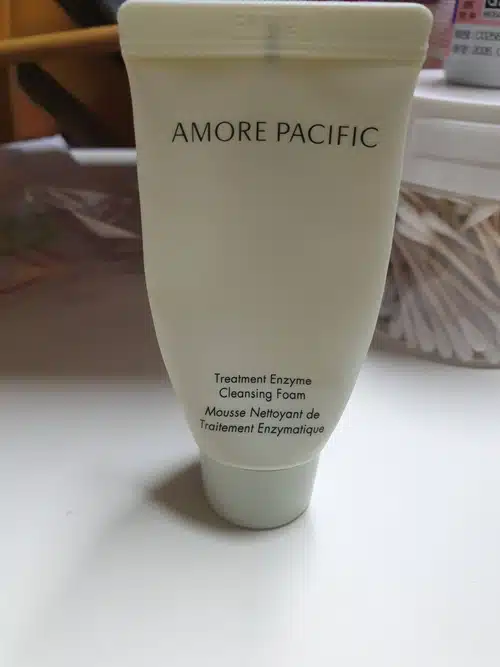 AMORE PACIFIC
Treatment Enzyme
Cleansing Foam
Mousse Nettoyant de
Traitement Enzymatique